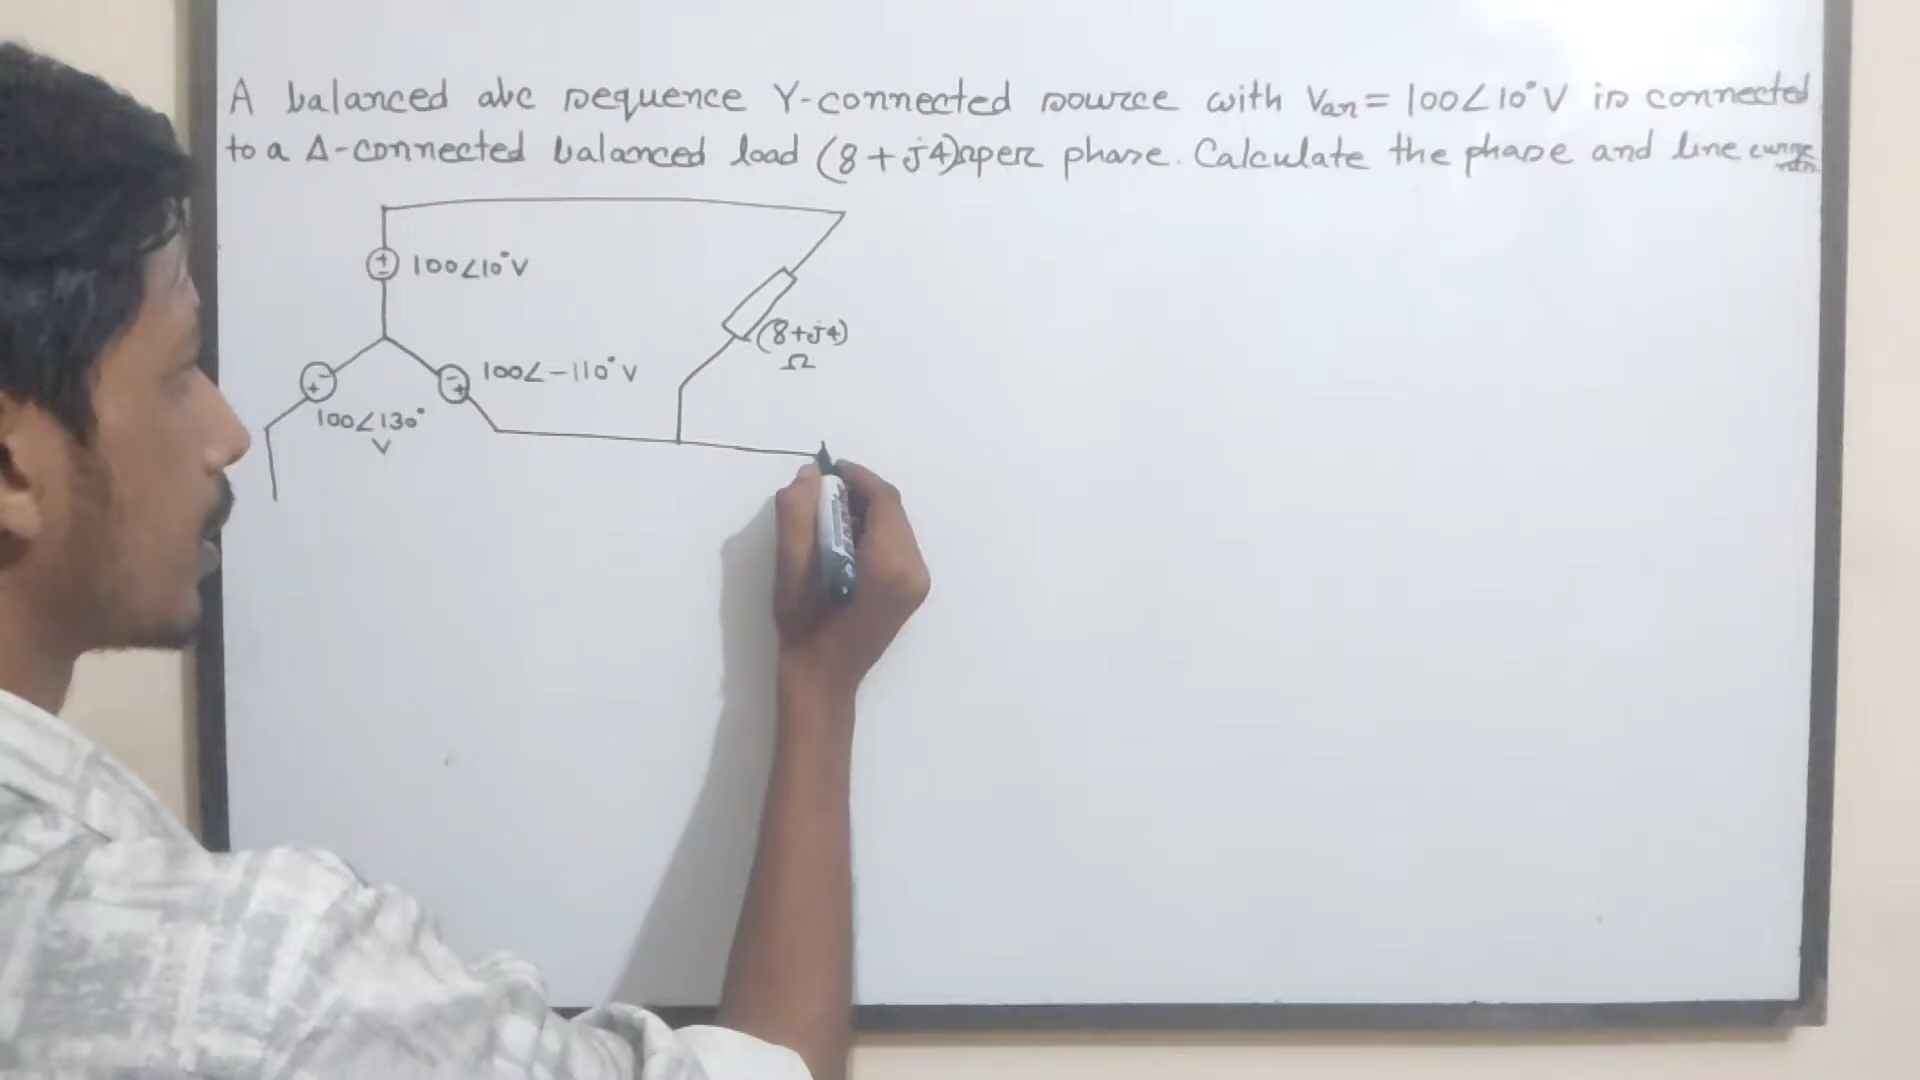 A balanced abc sequence Y-connected source with Van = 100∠10° V is connected
to a Δ-connected balanced load (8 + j4)Ω per phase. Calculate the phase and line currents
100∠10° V
(8+j4)
Ω
100∠-110° V
100∠130°
V